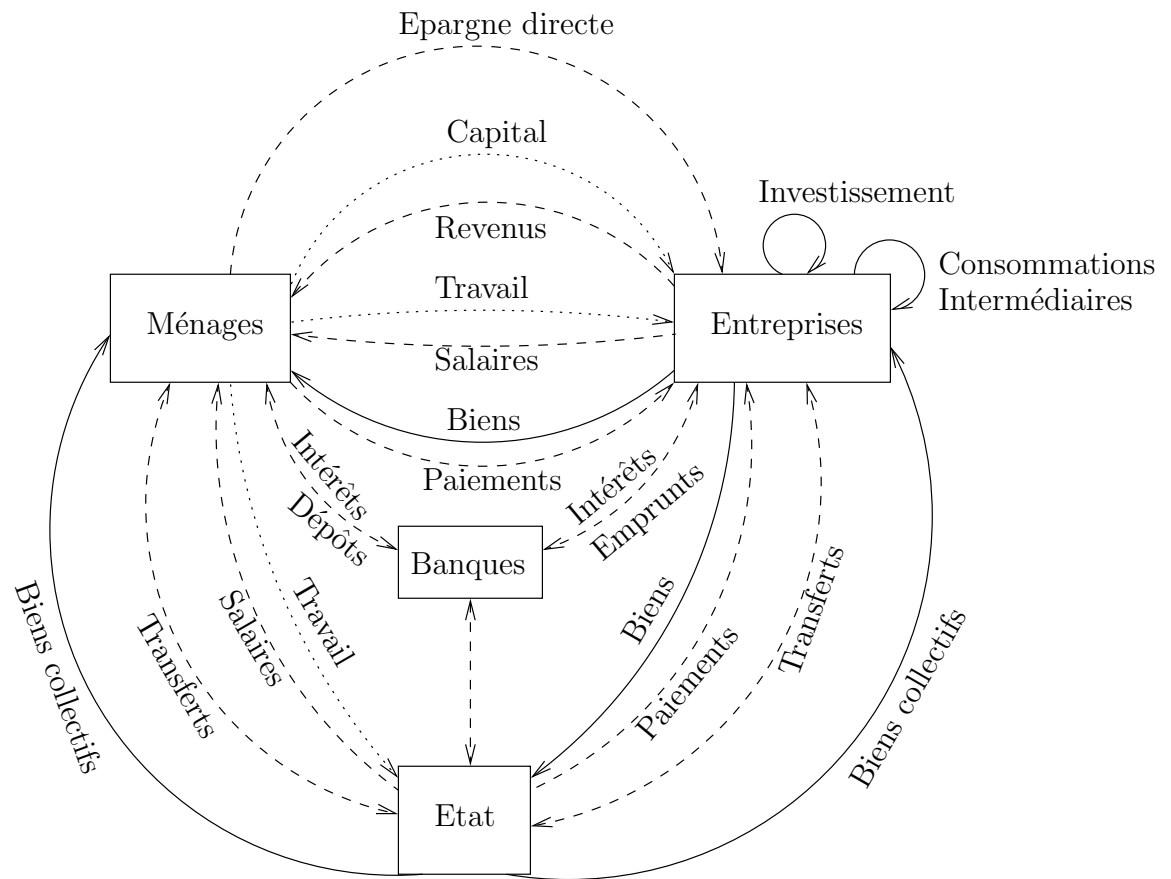 Epargne directe
Capital
Investissement
Revenus
Consommations
Intermédiaires
Travail
Ménages
Entreprises
Salaires
Biens
Intérêts
Dépôts
Paiements
Intérêts
Emprunts
Banques
Biens collectifs
Transferts
Salaires
Travail
Biens
Paiements
Transferts
Biens collectifs
Etat